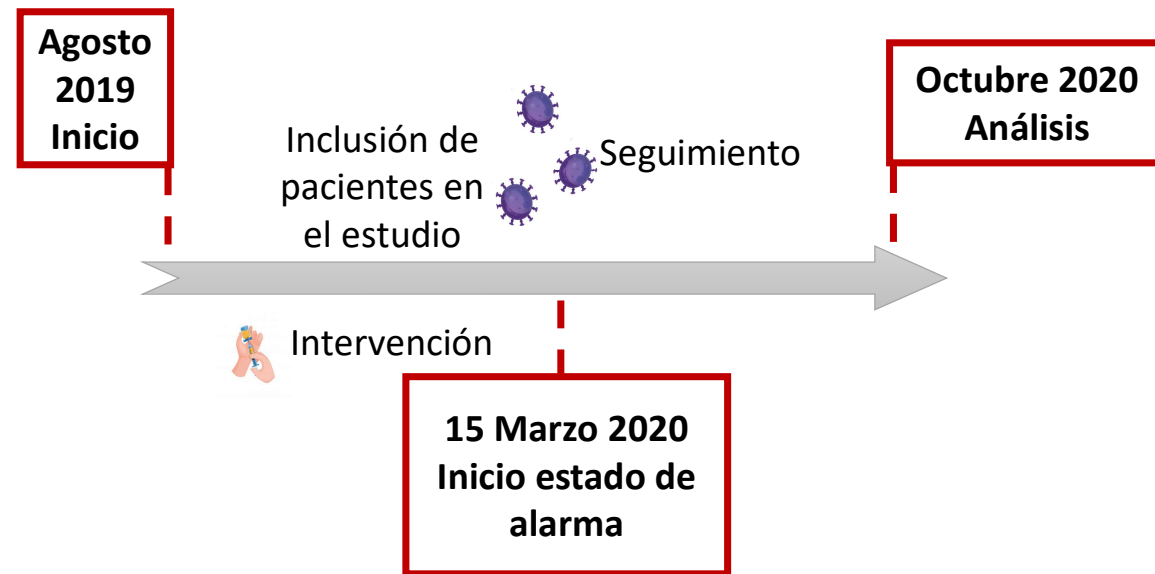 Agosto
2019
Inicio
Inclusión de
pacientes en
el estudio
Seguimiento
Octubre 2020
Análisis
Intervención
15 Marzo 2020
Inicio estado de
alarma